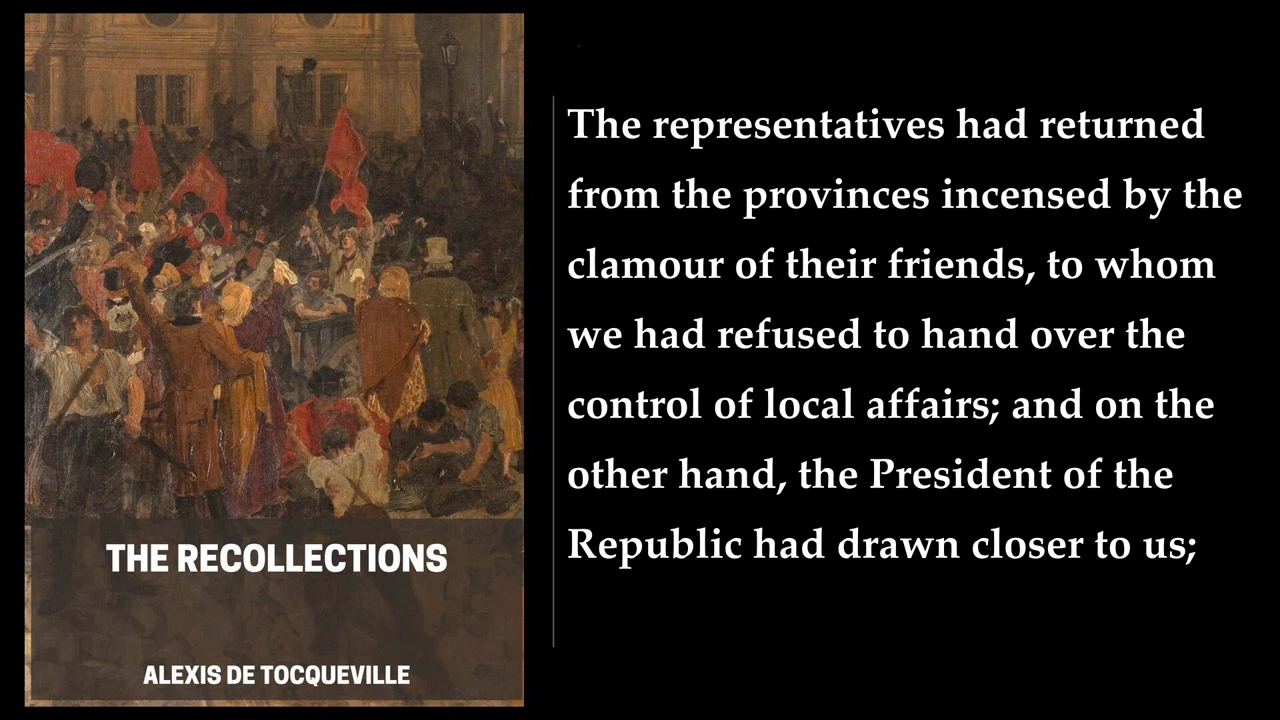 THE RECOLLECTIONS
ALEXIS DE TOCQUEVILLE
The representatives had returned
from the provinces incensed by the
clamour of their friends, to whom
we had refused to hand over the
control of local affairs; and on the
other hand, the President of the
Republic had drawn closer to us;